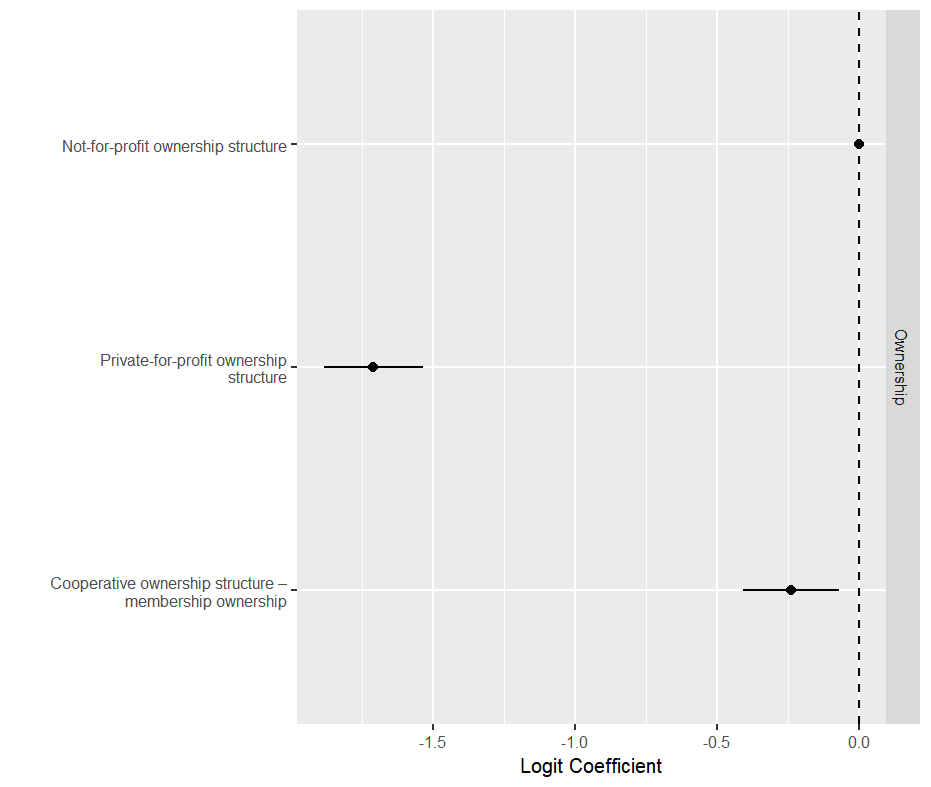 Not-for-profit ownership structure
Private-for-profit ownership
structure
Cooperative ownership structure –
membership ownership
Ownership
-1.5
-1.0
-0.5
0.0
Logit Coefficient